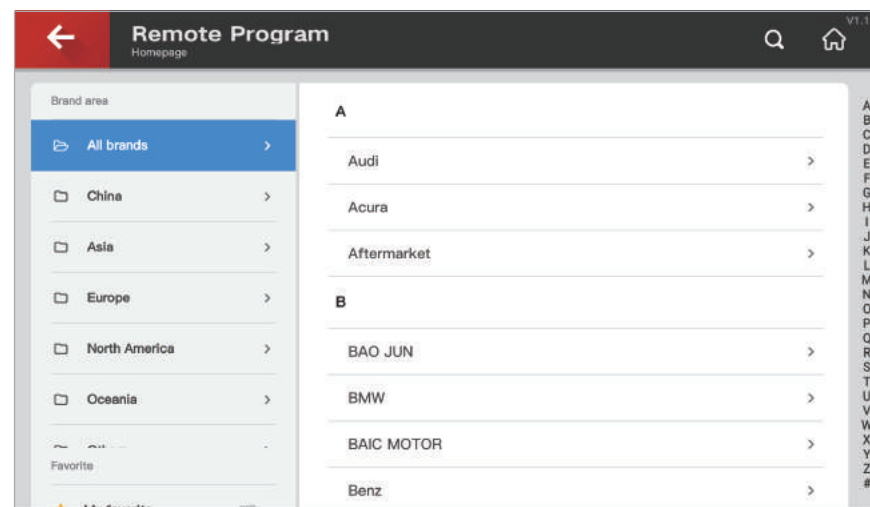 Remote Program
Homepage
V1.1
Brand area
All brands
China
Asia
Europe
North America
Oceania
Favorite
A
Audi
Acura
Aftermarket
B
BAO JUN
BMW
BAIC MOTOR
Benz
A
B
C
D
E
F
G
H
I
J
K
L
M
N
O
P
Q
R
S
T
U
V
W
X
Y
Z
#